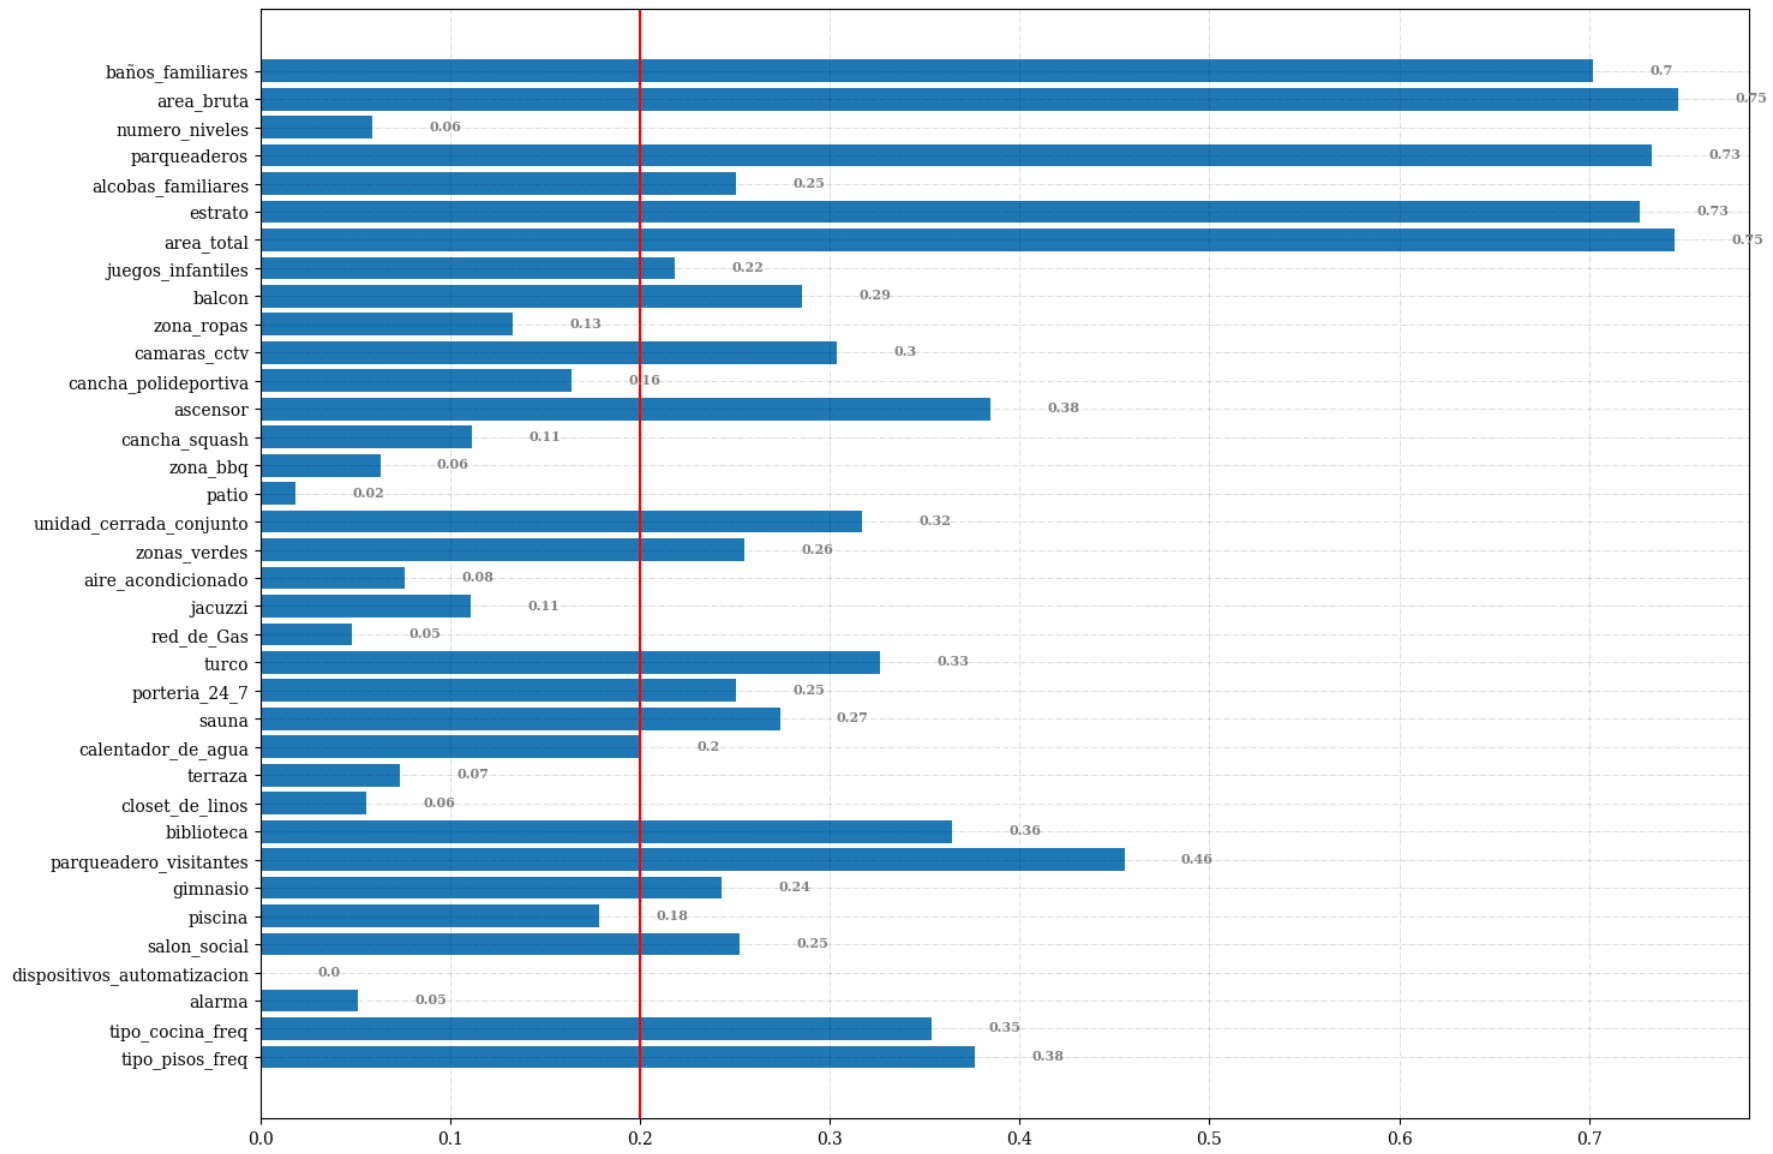 baños_familiares 0.7
area_bruta 0.75
numero_niveles 0.06
parqueaderos 0.73
alcobas_familiares 0.25
estrato 0.73
area_total 0.75
juegos_infantiles 0.22
balcon 0.29
zona_ropas 0.13
camaras_cctv 0.3
cancha_polideportiva 0.16
ascensor 0.38
cancha_squash 0.11
zona_bbq 0.06
patio 0.02
unidad_cerrada_conjunto 0.32
zonas_verdes 0.26
aire_acondicionado 0.08
jacuzzi 0.11
red_de_Gas 0.05
turco 0.33
porteria_24_7 0.25
sauna 0.27
calentador_de_agua 0.2
terraza 0.07
closet_de_linos 0.06
biblioteca 0.36
parqueadero_visitantes 0.46
gimnasio 0.24
piscina 0.18
salon_social 0.25
dispositivos_automatizacion 0.0
alarma 0.05
tipo_cocina_freq 0.35
tipo_pisos_freq 0.38
0.0 0.1 0.2 0.3 0.4 0.5 0.6 0.7